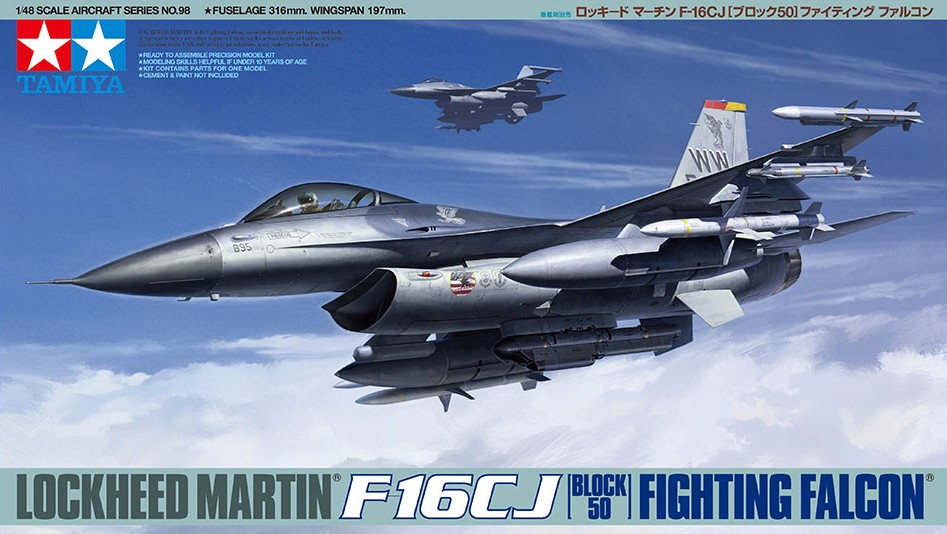 1/48 SCALE AIRCRAFT SERIES NO.98 ★FUSELAGE 316mm. WINGSPAN 197mm.
ロッキード マーチン F-16CJ[ブロック50]ファイティング ファルコン
TAMIYA
★READY TO ASSEMBLE PRECISION MODEL KIT
★MODELING SKILLS HELPFUL IF UNDER 10 YEARS OF AGE
★KIT CONTAINS PARTS FOR ONE MODEL
★CEMENT & PAINT NOT INCLUDED
WW
895
LOCKHEED MARTIN® F-16CJ [BLOCK 50] FIGHTING FALCON®